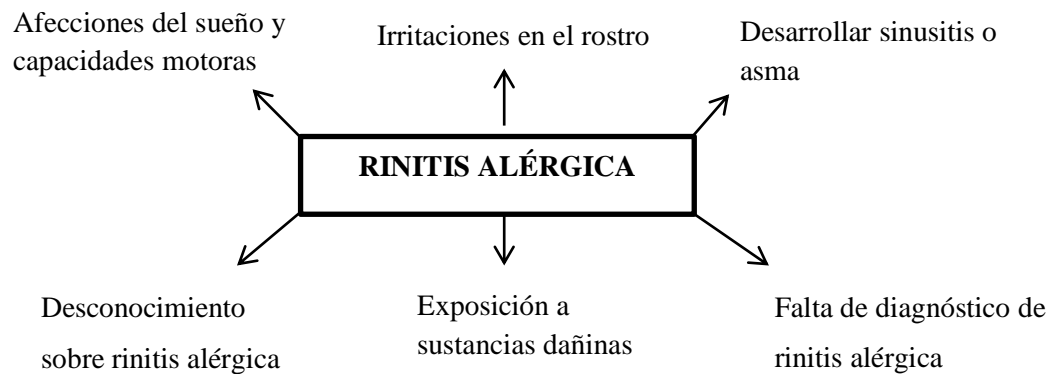 Afecciones del sueño y
capacidades motoras
Irritaciones en el rostro
Desarrollar sinusitis o
asma
RINITIS ALÉRGICA
Desconocimiento
sobre rinitis alérgica
Exposición a
sustancias dañinas
Falta de diagnóstico de
rinitis alérgica